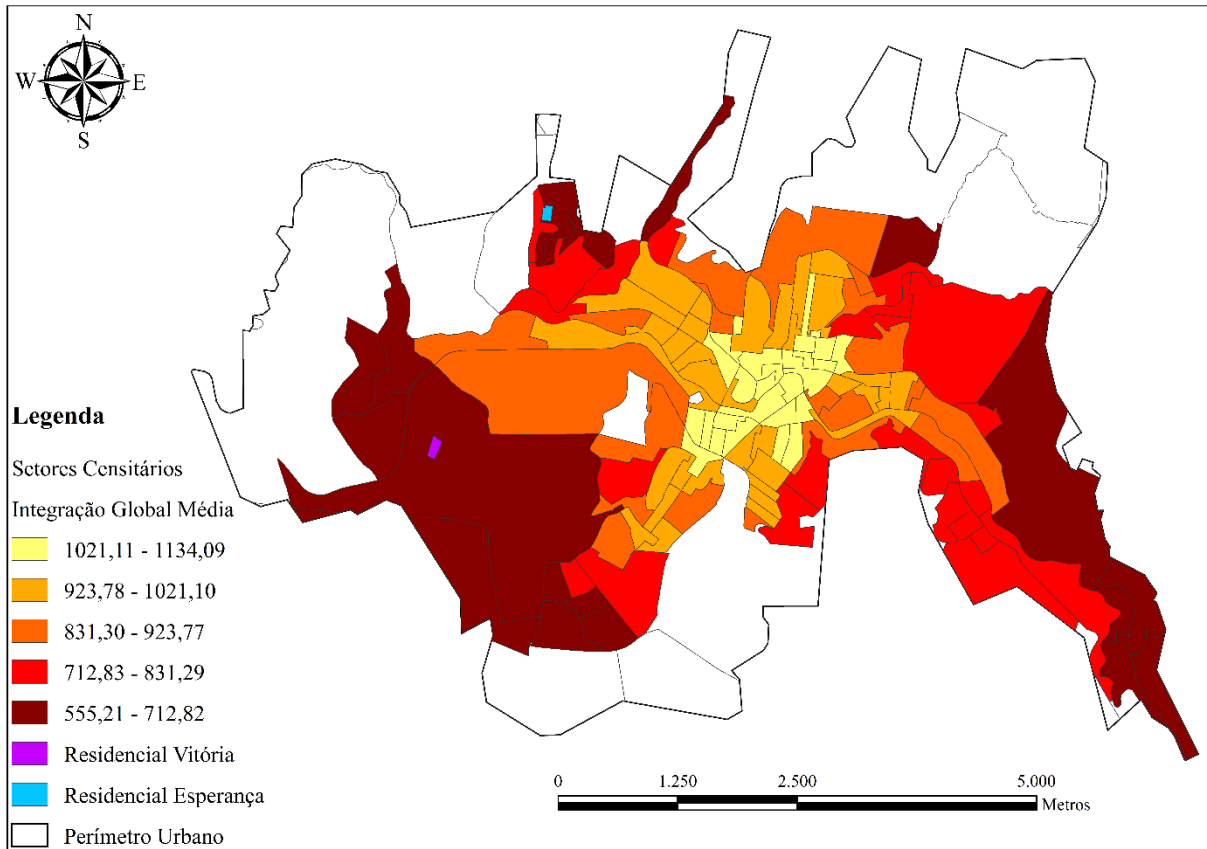 N
W E
S
Legenda
Setores Censitários
Integração Global Média
1021,11 - 1134,09
923,78 - 1021,10
831,30 - 923,77
712,83 - 831,29
555,21 - 712,82
Residencial Vitória
Residencial Esperança
Perímetro Urbano
0 1.250 2.500 5.000
Metros